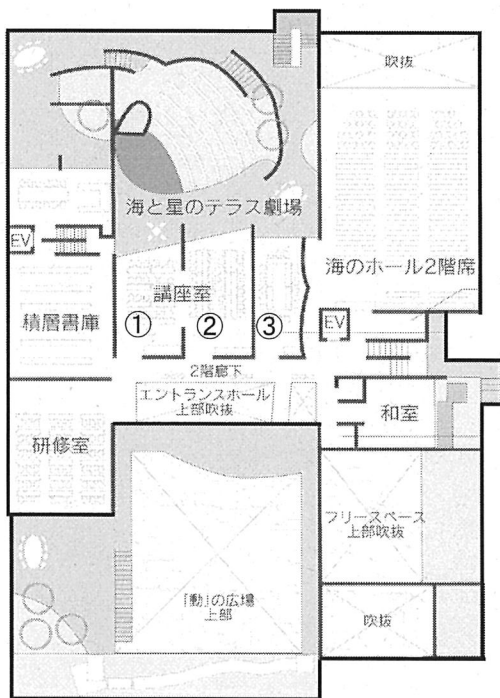 吹抜
海と星のテラス劇場
海のホール2階席
EV
積層書庫
講座室
① ② ③
EV
2階廊下
エントランスホール
上部吹抜
和室
研修室
フリースペース
上部吹抜
「動」の広場
上部
吹抜